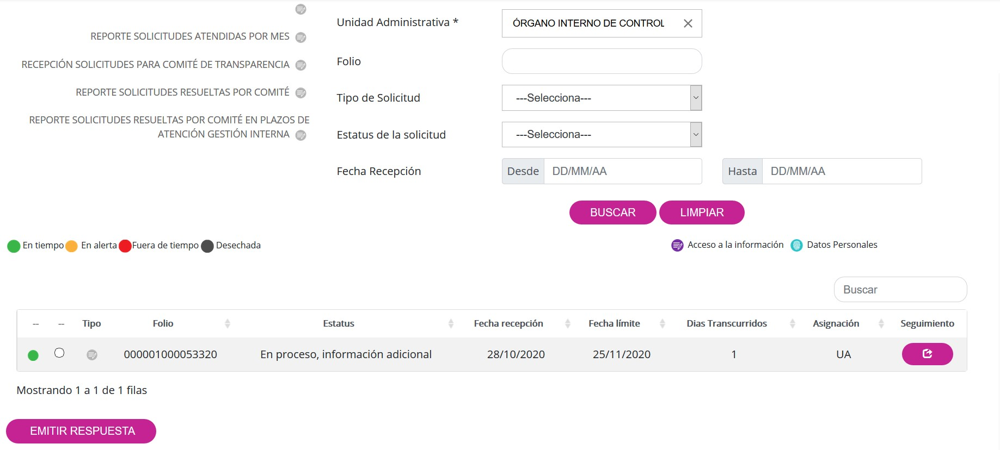 REPORTE SOLICITUDES ATENDIDAS POR MES
RECEPCIÓN SOLICITUDES PARA COMITÉ DE TRANSPARENCIA
REPORTE SOLICITUDES RESUELTAS POR COMITÉ
REPORTE SOLICITUDES RESUELTAS POR COMITÉ EN PLAZOS DE
ATENCIÓN GESTIÓN INTERNA
Unidad Administrativa * ÓRGANO INTERNO DE CONTROL
Folio
Tipo de Solicitud ---Selecciona---
Estatus de la solicitud ---Selecciona---
Fecha Recepción Desde DD/MM/AA Hasta DD/MM/AA
BUSCAR LIMPIAR
En tiempo En alerta Fuera de tiempo Desechada Acceso a la información Datos Personales
Buscar
-- -- Tipo Folio Estatus Fecha recepción Fecha límite Dias Transcurridos Asignación Seguimiento
000001000053320 En proceso, información adicional 28/10/2020 25/11/2020 1 UA
Mostrando 1 a 1 de 1 filas
EMITIR RESPUESTA